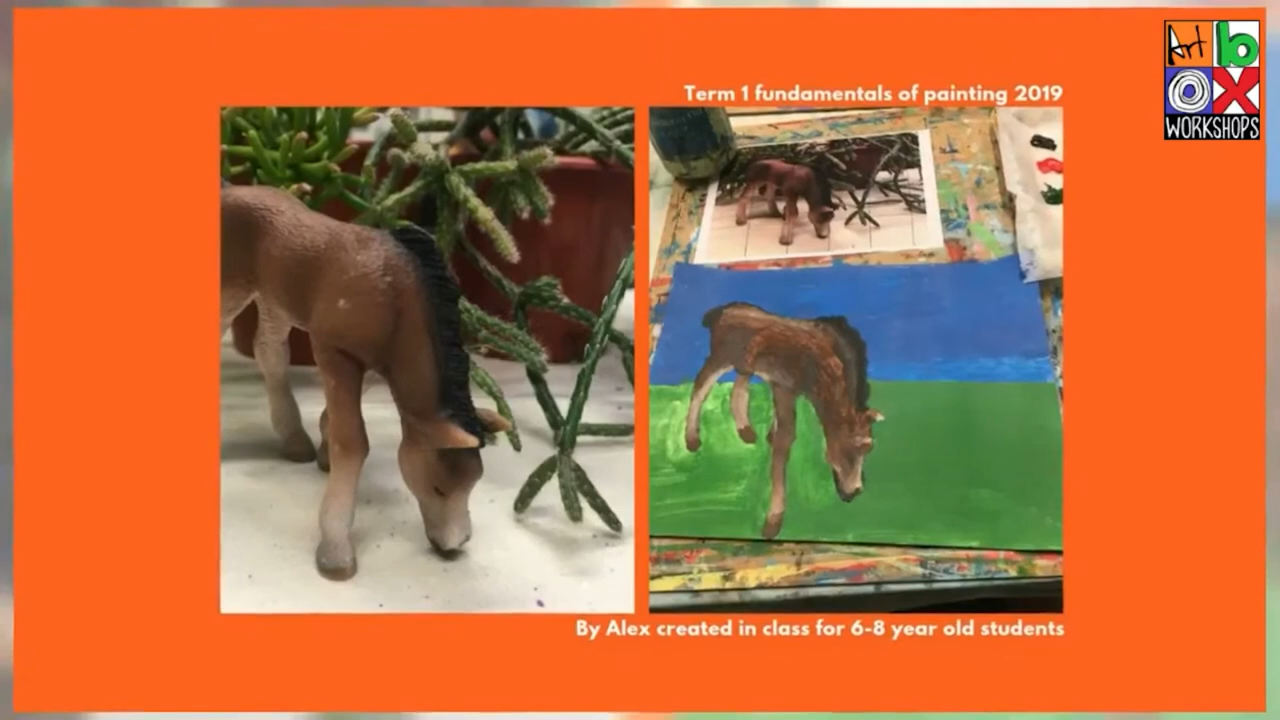 Art b
OX
WORKSHOPS
Term 1 fundamentals of painting 2019
By Alex created in class for 6-8 year old students